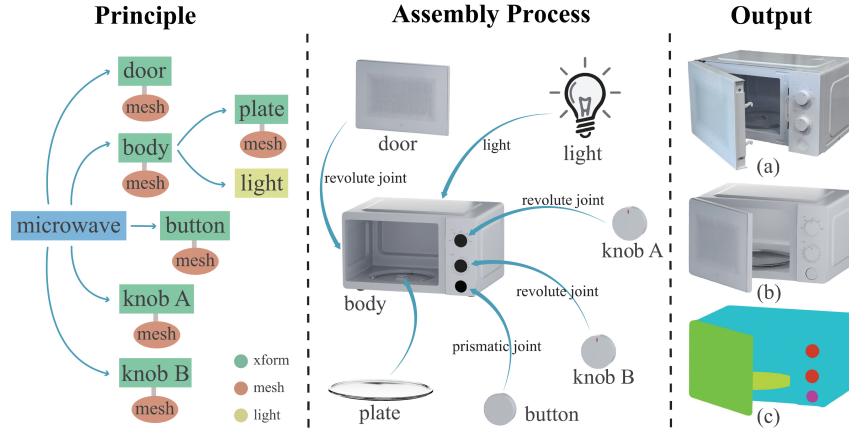 Principle
door
mesh
plate
mesh
body
mesh
light
microwave
button
mesh
knob A
mesh
knob B
mesh
xform
mesh
light
Assembly Process
door
light
light
revolute joint
revolute joint
knob A
body
revolute joint
prismatic joint
knob B
plate
button
Output
(a)
(b)
(c)